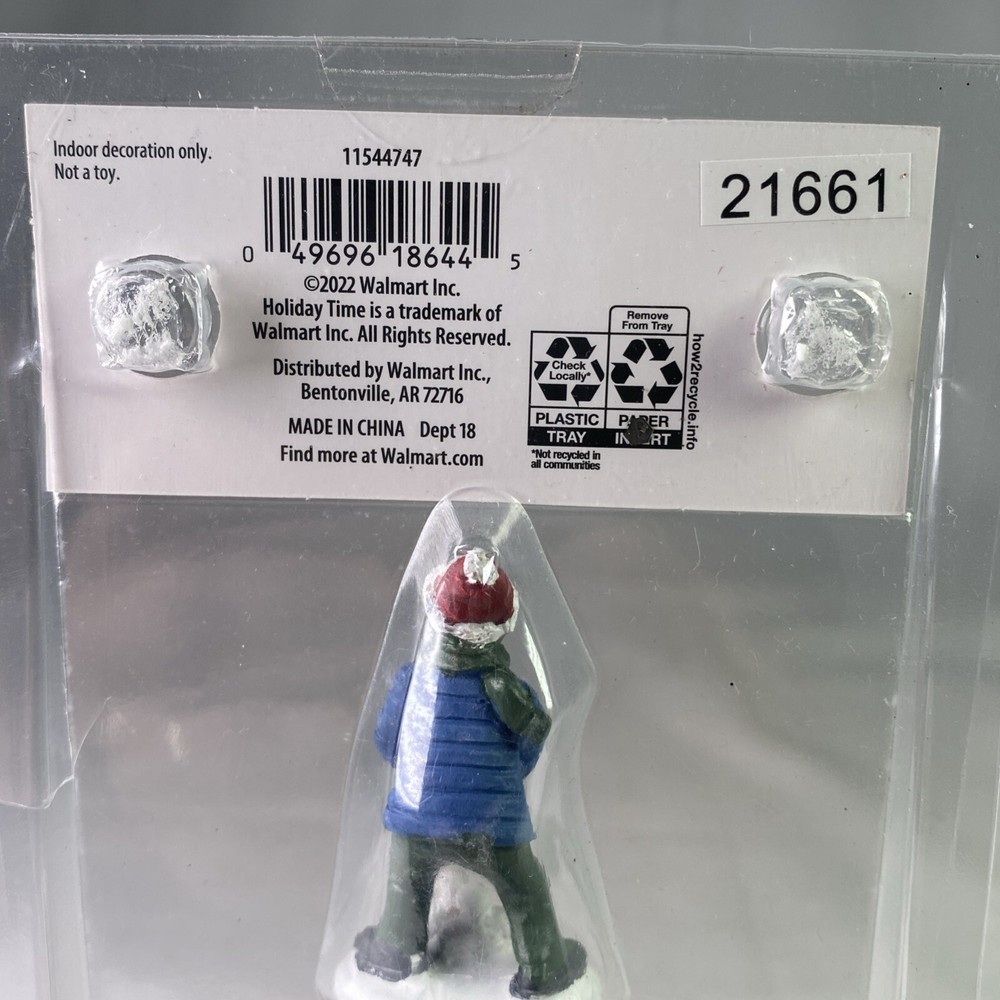 Indoor decoration only.
Not a toy.
11544747
21661
0 49696 18644 5
©2022 Walmart Inc.
Holiday Time is a trademark of
Walmart Inc. All Rights Reserved.
Distributed by Walmart Inc.,
Bentonville, AR 72716
MADE IN CHINA Dept 18
Find more at Walmart.com
Remove
From Tray
Check
Locally*
PLASTIC
TRAY
PAPER
INSERT
*Not recycled in
all communities
how2recycle.info